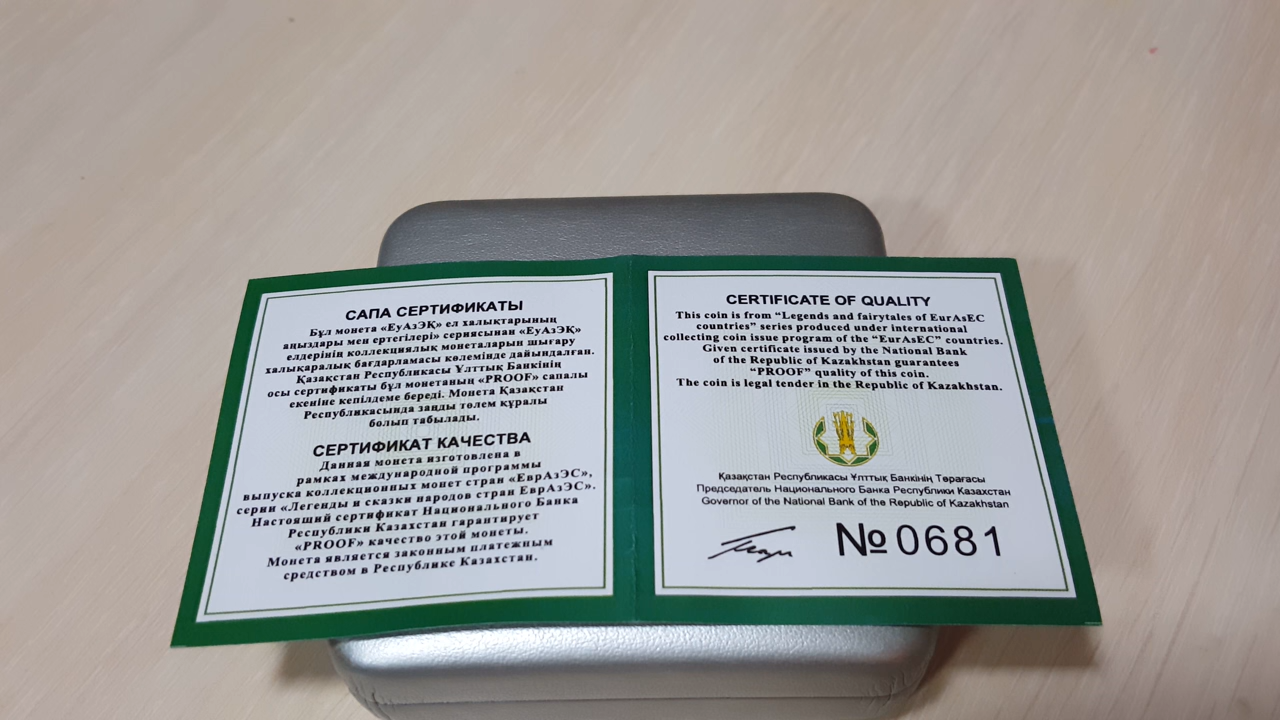 САПА СЕРТИФИКАТЫ
Бұл монета «ЕуАзЭҚ» ел халықтарының
аңыздары мен ертегілері» сериясынан «ЕуАзЭҚ»
елдерінің коллекциялық монеталарын шығару
халықаралық бағдарламасы көлемінде дайындалған.
Қазақстан Республикасы Ұлттық Банкінің
осы сертификаты бұл монетаның «PROOF» сапалы
екеніне кепілдеме береді. Монета Қазақстан
Республикасында заңды төлем құралы
болып табылады.
СЕРТИФИКАТ КАЧЕСТВА
Данная монета изготовлена в
рамках международной программы
выпуска коллекционных монет стран «ЕврАзЭС»,
серии «Легенды и сказки народов стран ЕврАзЭС».
Настоящий сертификат Национального Банка
Республики Казахстан гарантирует
«PROOF» качество этой монеты.
Монета является законным платежным
средством в Республике Казахстан.
CERTIFICATE OF QUALITY
This coin is from “Legends and fairytales of EurAsEC
countries” series produced under international
collecting coin issue program of the “EurAsEC” countries.
Given certificate issued by the National Bank
of the Republic of Kazakhstan guarantees
“PROOF” quality of this coin.
The coin is legal tender in the Republic of Kazakhstan.
Қазақстан Республикасы Ұлттық Банкінің Төрағасы
Председатель Национального Банка Республики Казахстан
Governor of the National Bank of the Republic of Kazakhstan
№ 0681